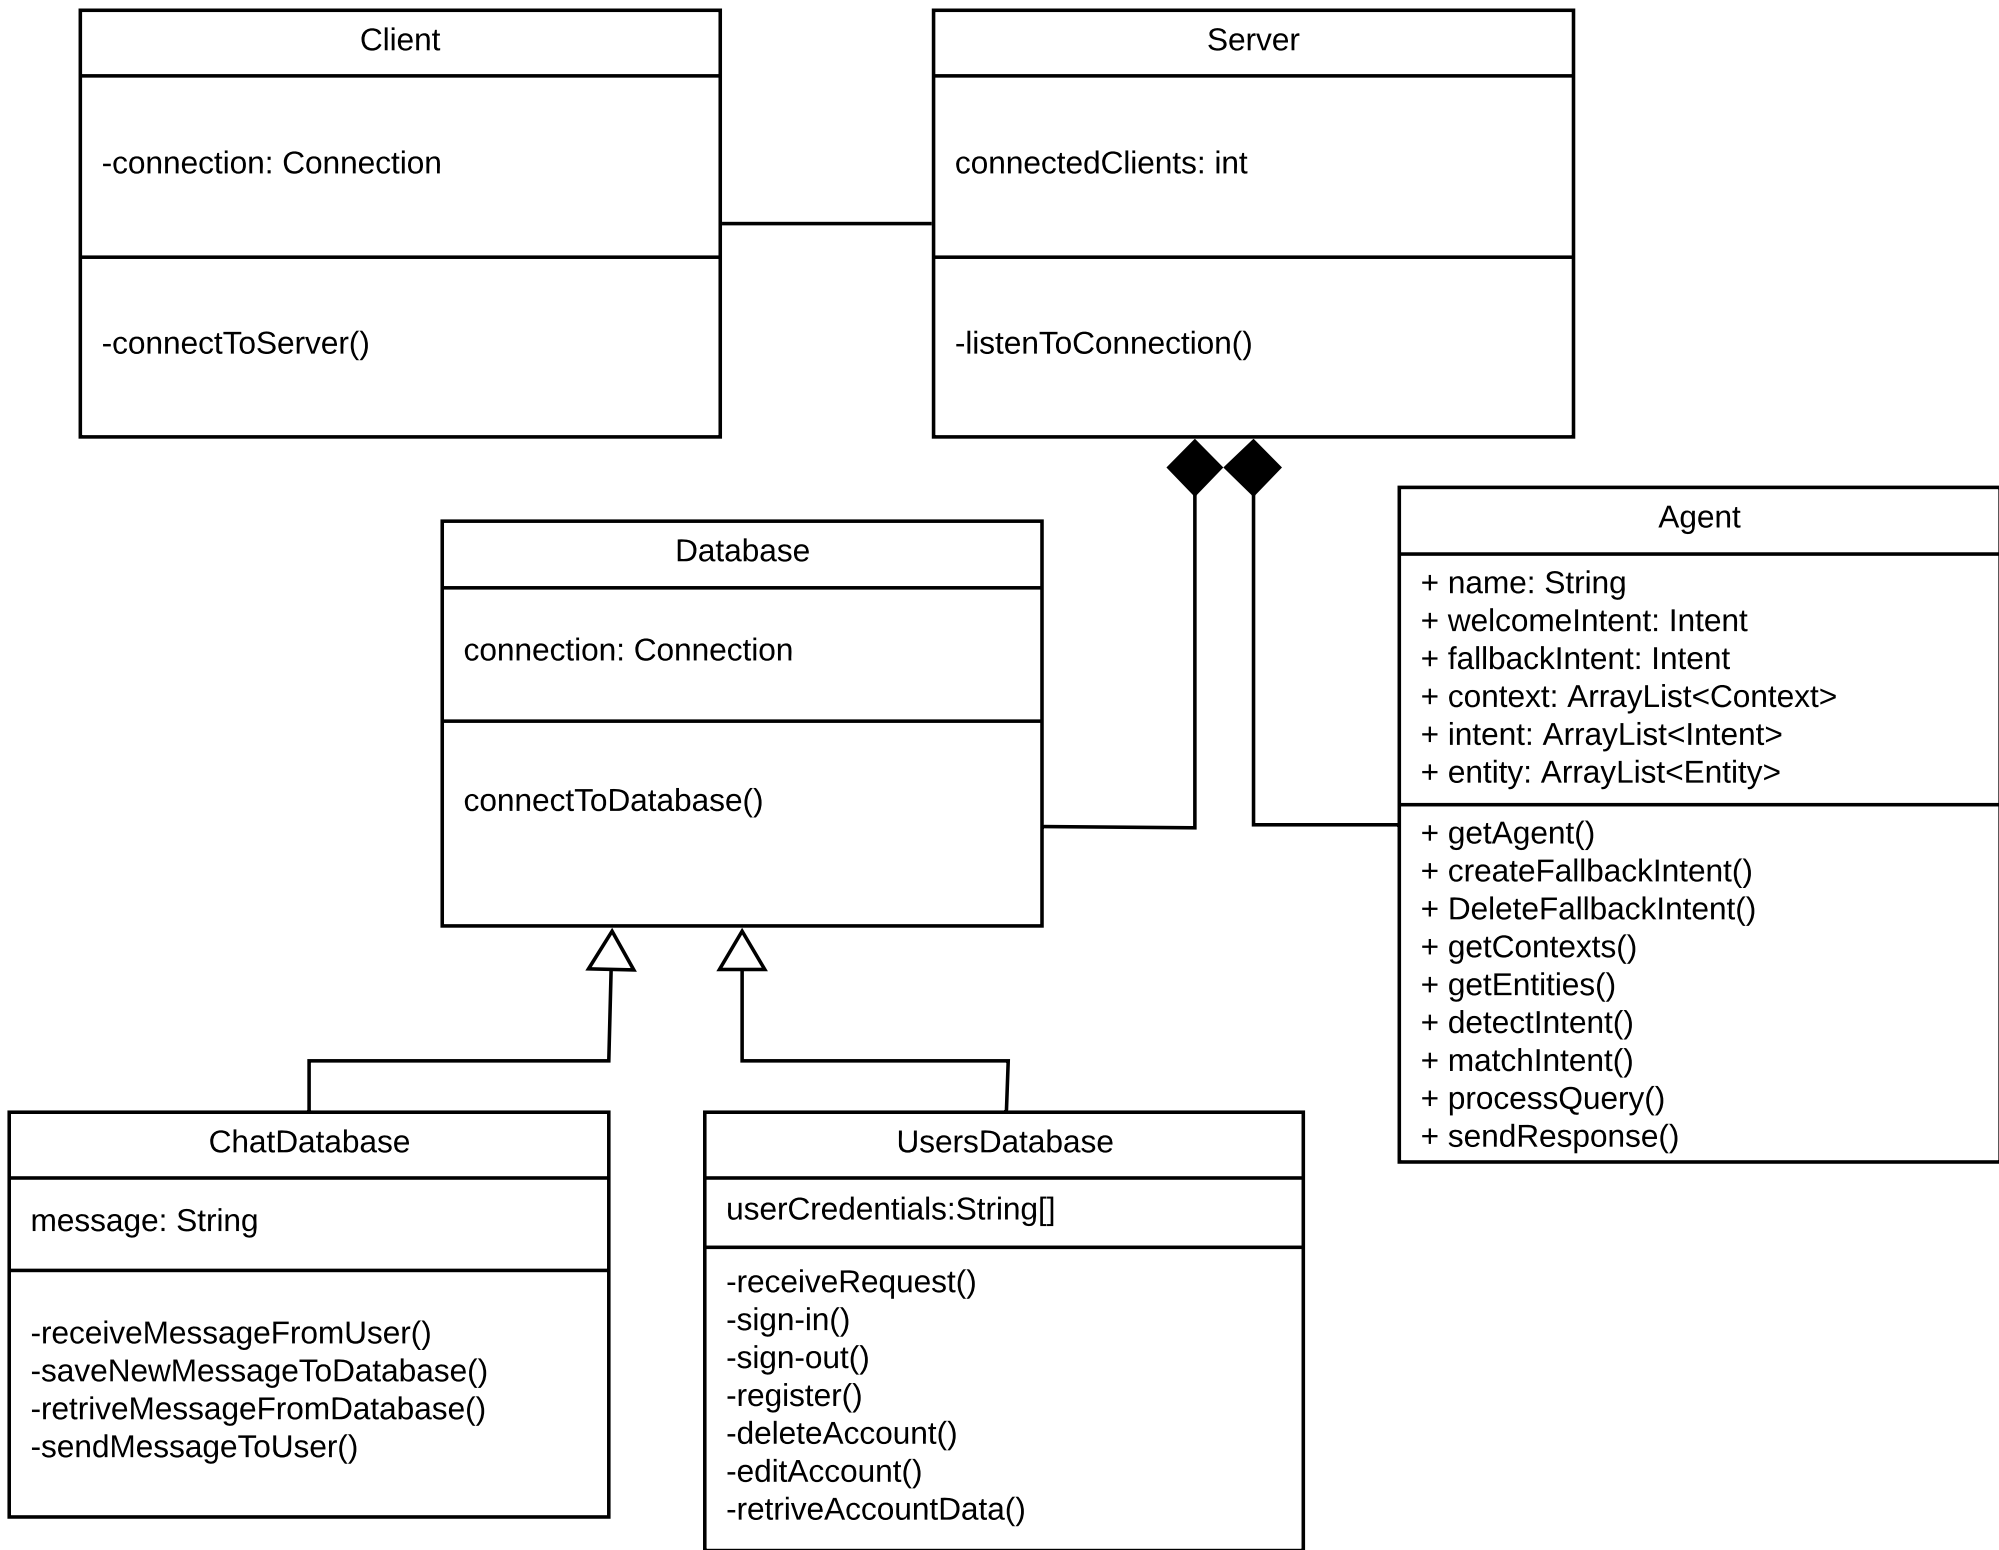 Client
-connection: Connection
-connectToServer()
Server
connectedClients: int
-listenToConnection()
Database
connection: Connection
connectToDatabase()
Agent
+ name: String
+ welcomeIntent: Intent
+ fallbackIntent: Intent
+ context: ArrayList<Context>
+ intent: ArrayList<Intent>
+ entity: ArrayList<Entity>
+ getAgent()
+ createFallbackIntent()
+ DeleteFallbackIntent()
+ getContexts()
+ getEntities()
+ detectIntent()
+ matchIntent()
+ processQuery()
+ sendResponse()
ChatDatabase
message: String
-receiveMessageFromUser()
-saveNewMessageToDatabase()
-retriveMessageFromDatabase()
-sendMessageToUser()
UsersDatabase
userCredentials:String[]
-receiveRequest()
-sign-in()
-sign-out()
-register()
-deleteAccount()
-editAccount()
-retriveAccountData()